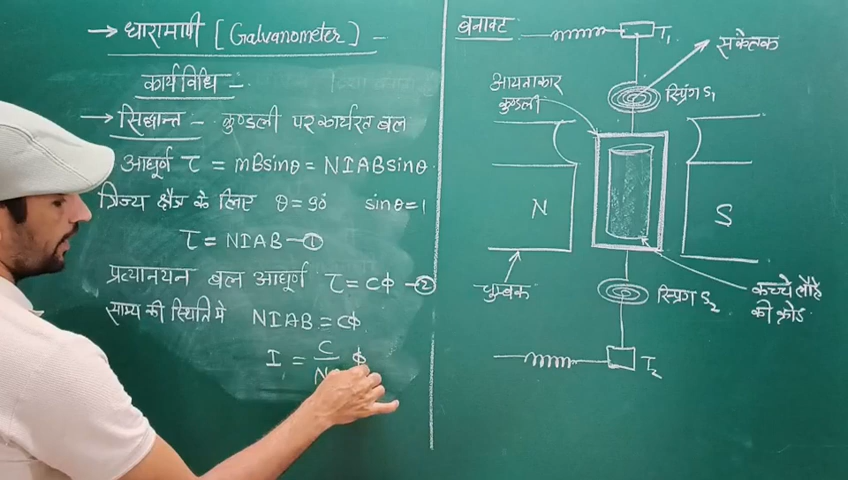 → धारामापी [Galvanometer) -
कार्यविधि -
→ सिद्धान्त - कुण्डली पर कार्यरत बल
आघूर्ण τ = mBsinθ = NIABsinθ
त्रिज्य क्षेत्र के लिए θ = 90° sinθ = 1
τ = NIAB - ①
प्रत्यानयन बल आघूर्ण τ = Cϕ - ②
साम्य की स्थिति में NIAB = Cϕ
I = C/N ϕ
बनावट
T₁
संकेतक
आयताकार
कुण्डली
स्प्रिंग S₁
N
S
चुम्बक
स्प्रिंग S₂
कच्चे लौहे
की क्रोड
T₂